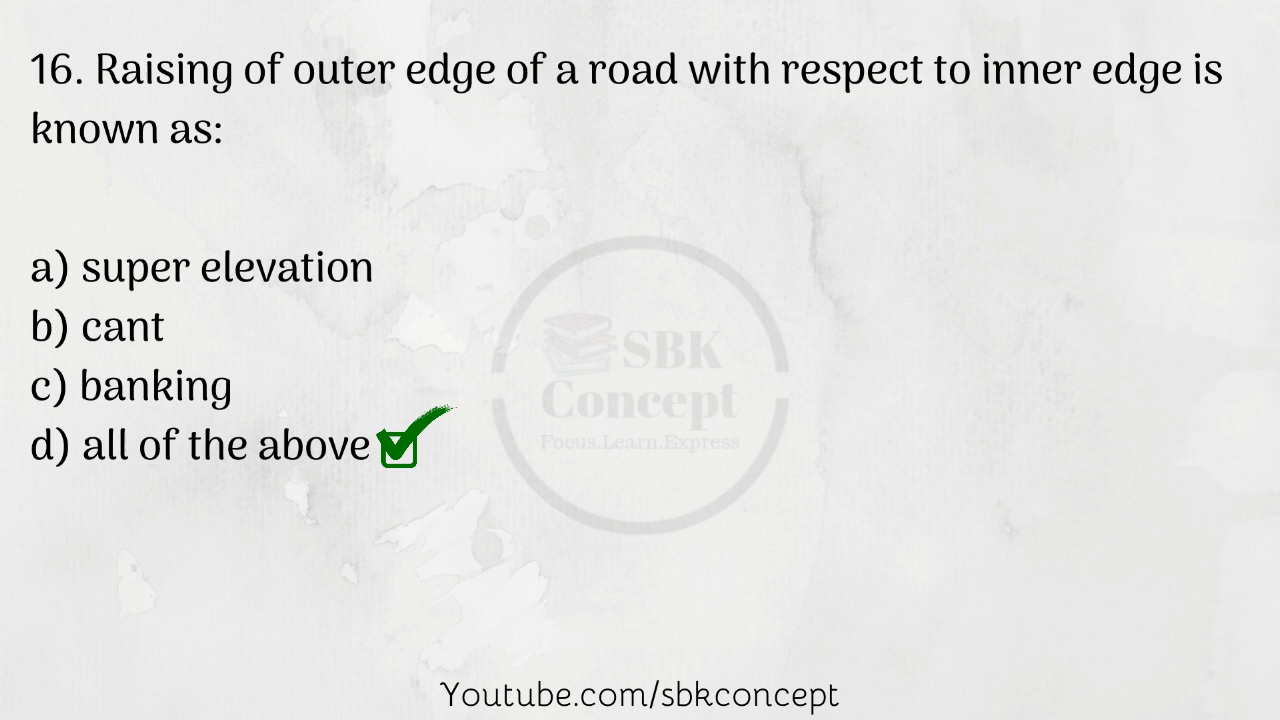 16. Raising of outer edge of a road with respect to inner edge is
known as:
a) super elevation
b) cant
c) banking
d) all of the above
SBK
Concept
Focus.Learn.Express
Youtube.com/sbkconcept